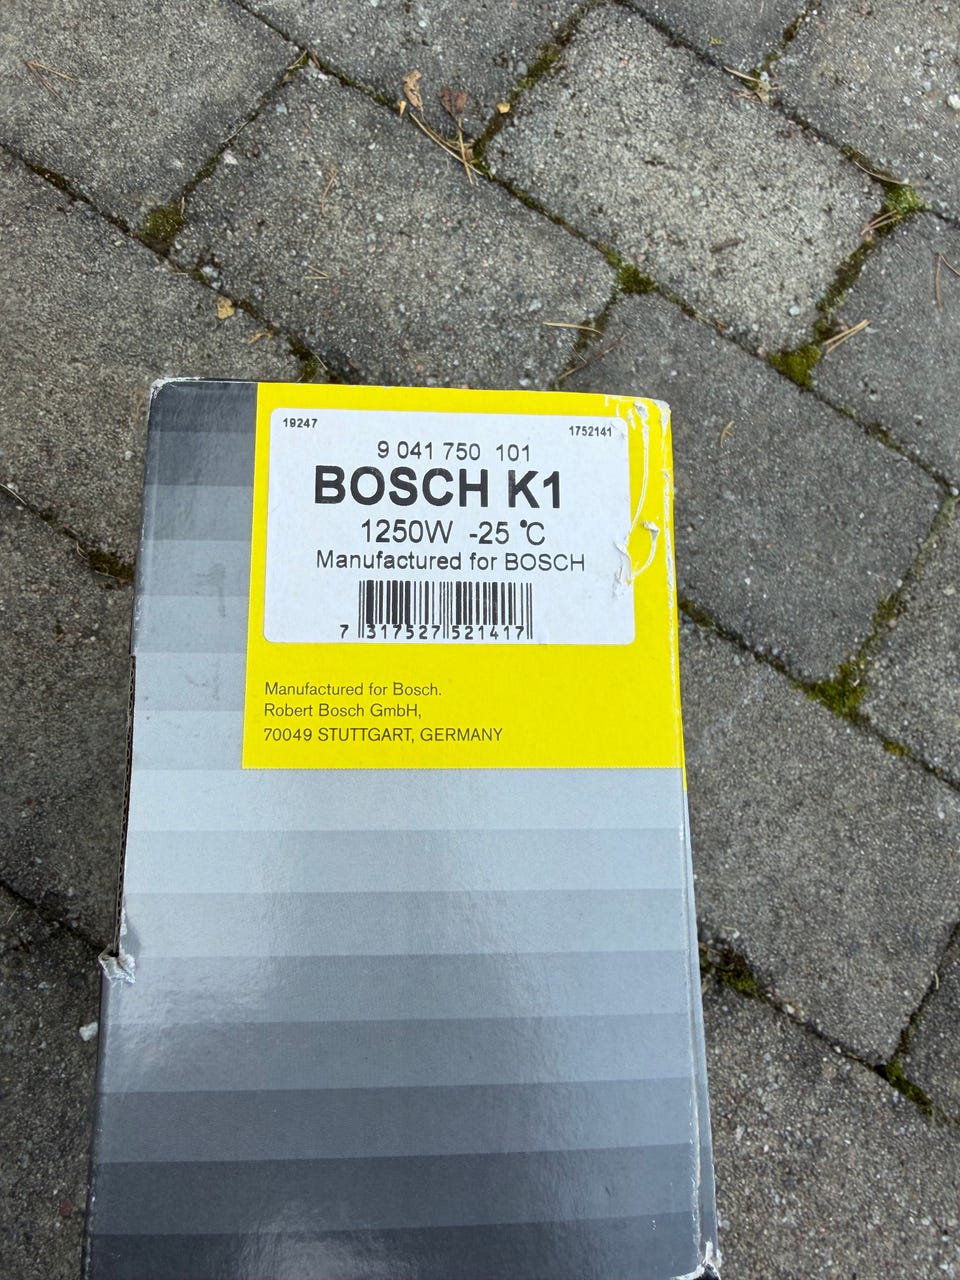 19247
1752141
9 041 750 101
BOSCH K1
1250W -25 °C
Manufactured for BOSCH
7 317527 521417
Manufactured for Bosch.
Robert Bosch GmbH,
70049 STUTTGART, GERMANY